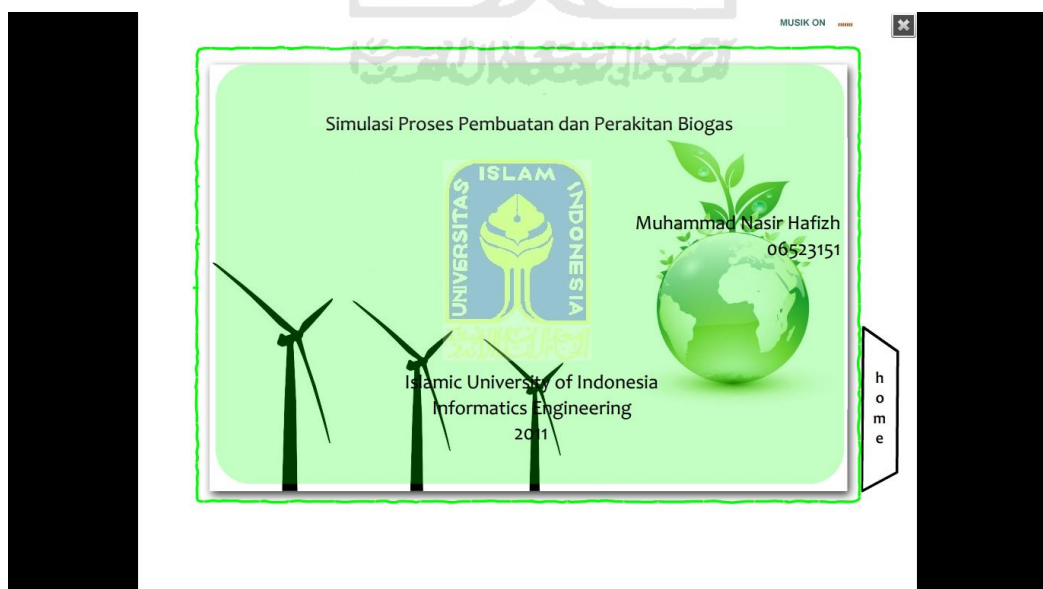 MUSIK ON
Simulasi Proses Pembuatan dan Perakitan Biogas
UNIVERSITAS ISLAM INDONESIA
Muhammad Nasir Hafizh
06523151
Islamic University of Indonesia
Informatics Engineering
2011
home